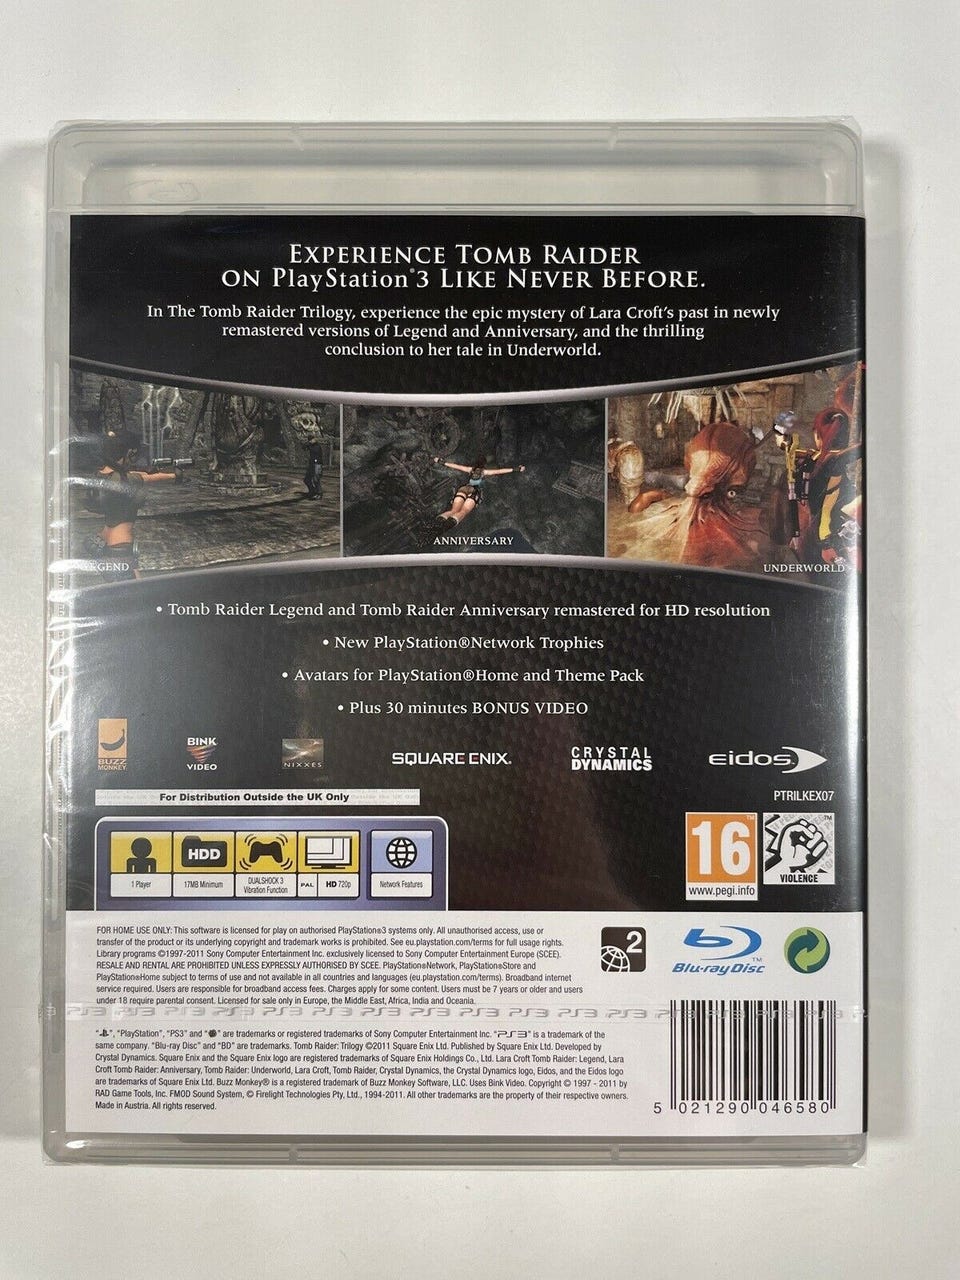 EXPERIENCE TOMB RAIDER
ON PlayStation®3 LIKE NEVER BEFORE.
In The Tomb Raider Trilogy, experience the epic mystery of Lara Croft's past in newly
remastered versions of Legend and Anniversary, and the thrilling
conclusion to her tale in Underworld.
ANNIVERSARY
UNDERWORLD
• Tomb Raider Legend and Tomb Raider Anniversary remastered for HD resolution
• New PlayStation®Network Trophies
• Avatars for PlayStation®Home and Theme Pack
• Plus 30 minutes BONUS VIDEO
BUZZ
MONKEY
BINK
VIDEO
NIXXES
SQUARE ENIX.
CRYSTAL
DYNAMICS
eidos
For Distribution Outside the UK Only
PTRILKEX07
HDD
1 Player
17MB Minimum
DUALSHOCK 3
Vibration Function
PAL HD 720p
Network Features
16
www.pegi.info
VIOLENCE
FOR HOME USE ONLY: This software is licensed for play on authorised PlayStation®3 systems only. All unauthorised access, use or
transfer of the product or its underlying copyright and trademark works is prohibited. See eu.playstation.com/terms for full usage rights.
Library programs ©1997-2011 Sony Computer Entertainment Inc. exclusively licensed to Sony Computer Entertainment Europe (SCEE).
RESALE AND RENTAL ARE PROHIBITED UNLESS EXPRESSLY AUTHORISED BY SCEE. PlayStation®Network, PlayStation®Store and
PlayStation®Home subject to terms of use and not available in all countries and languages (eu.playstation.com/terms). Broadband internet
service required. Users are responsible for broadband access fees. Charges apply for some content. Users must be 7 years or older and users
under 18 require parental consent. Licensed for sale only in Europe, the Middle East, Africa, India and Oceania.
2
Blu-ray Disc™
PS3 PS3 PS3 PS3 PS3 PS3 PS3 PS3 PS3 PS3 PS3 PS3 PS3 PS3 PS3 PS3
" ", "PlayStation", "PS3" and " " are trademarks or registered trademarks of Sony Computer Entertainment Inc. "PS3" is a trademark of the
same company. "Blu-ray Disc" and "BD" are trademarks. Tomb Raider: Trilogy ©2011 Square Enix Ltd. Published by Square Enix Ltd. Developed by
Crystal Dynamics. Square Enix and the Square Enix logo are registered trademarks of Square Enix Holdings Co., Ltd. Lara Croft Tomb Raider: Legend, Lara
Croft Tomb Raider: Anniversary, Tomb Raider: Underworld, Lara Croft, Tomb Raider, Crystal Dynamics, the Crystal Dynamics logo, Eidos, and the Eidos logo
are trademarks of Square Enix Ltd. Buzz Monkey® is a registered trademark of Buzz Monkey Software, LLC. Uses Bink Video. Copyright © 1997 - 2011 by
RAD Game Tools, Inc. FMOD Sound System, © Firelight Technologies Pty, Ltd., 1994-2011. All other trademarks are the property of their respective owners.
Made in Austria. All rights reserved.
5 021290 046580